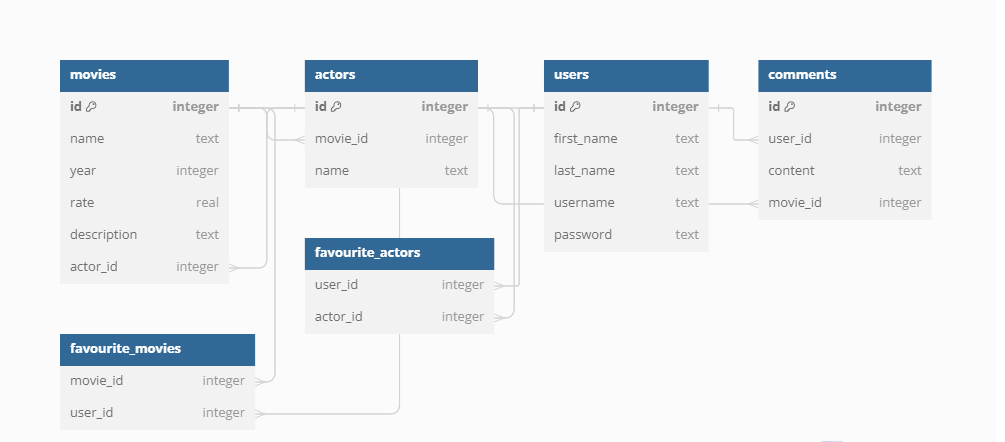 movies
id integer
name text
year integer
rate real
description text
actor_id integer
actors
id integer
movie_id integer
name text
users
id integer
first_name text
last_name text
username text
password text
comments
id integer
user_id integer
content text
movie_id integer
favourite_actors
user_id integer
actor_id integer
favourite_movies
movie_id integer
user_id integer